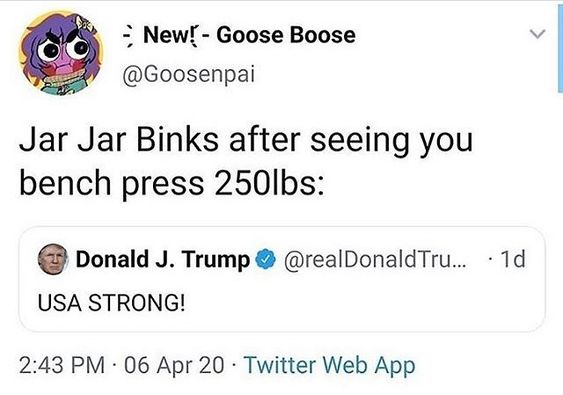 ⁝ New⁝ - Goose Boose
@Goosenpai
Jar Jar Binks after seeing you
bench press 250lbs:
Donald J. Trump @realDonaldTru... · 1d
USA STRONG!
2:43 PM · 06 Apr 20 · Twitter Web App